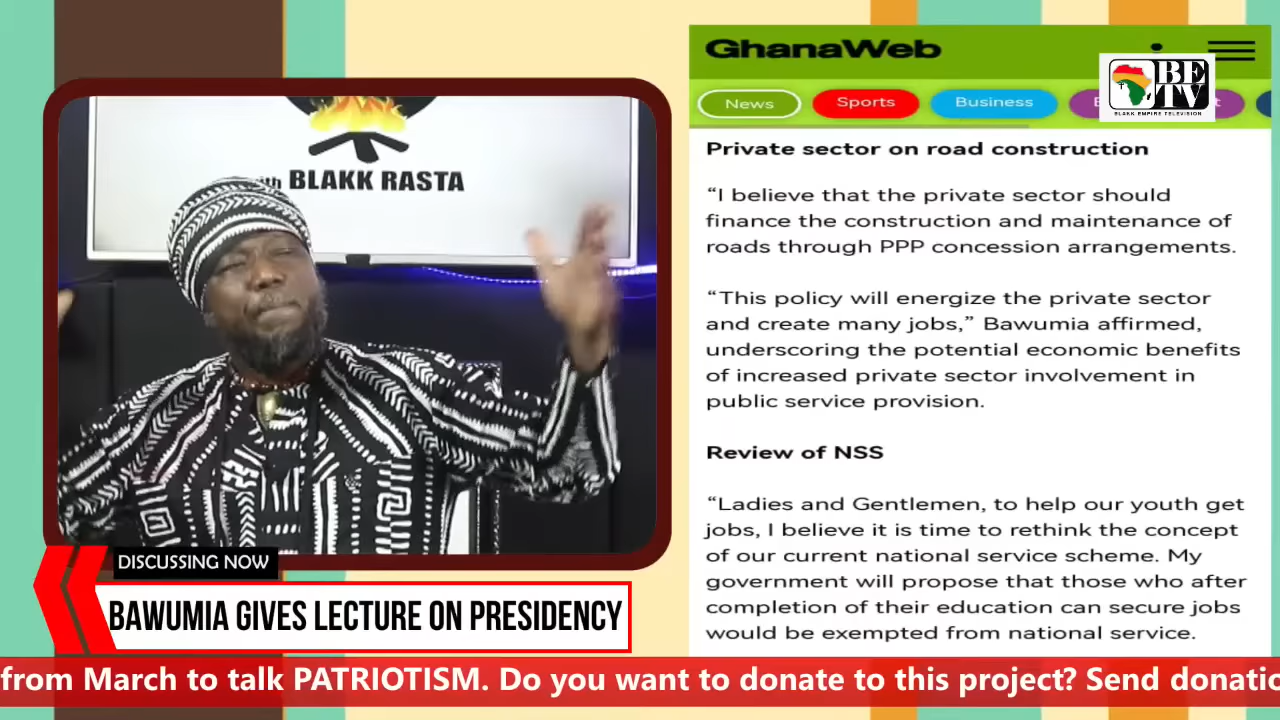 ith BLAKK RASTA
GhanaWeb
BE
TV
BLAKK EMPIRE TELEVISION
News
Sports
Business
Private sector on road construction
“I believe that the private sector should
finance the construction and maintenance of
roads through PPP concession arrangements.
“This policy will energize the private sector
and create many jobs,” Bawumia affirmed,
underscoring the potential economic benefits
of increased private sector involvement in
public service provision.
Review of NSS
“Ladies and Gentlemen, to help our youth get
jobs, I believe it is time to rethink the concept
of our current national service scheme. My
government will propose that those who after
completion of their education can secure jobs
would be exempted from national service.
DISCUSSING NOW
BAWUMIA GIVES LECTURE ON PRESIDENCY
from March to talk PATRIOTISM. Do you want to donate to this project? Send donatio